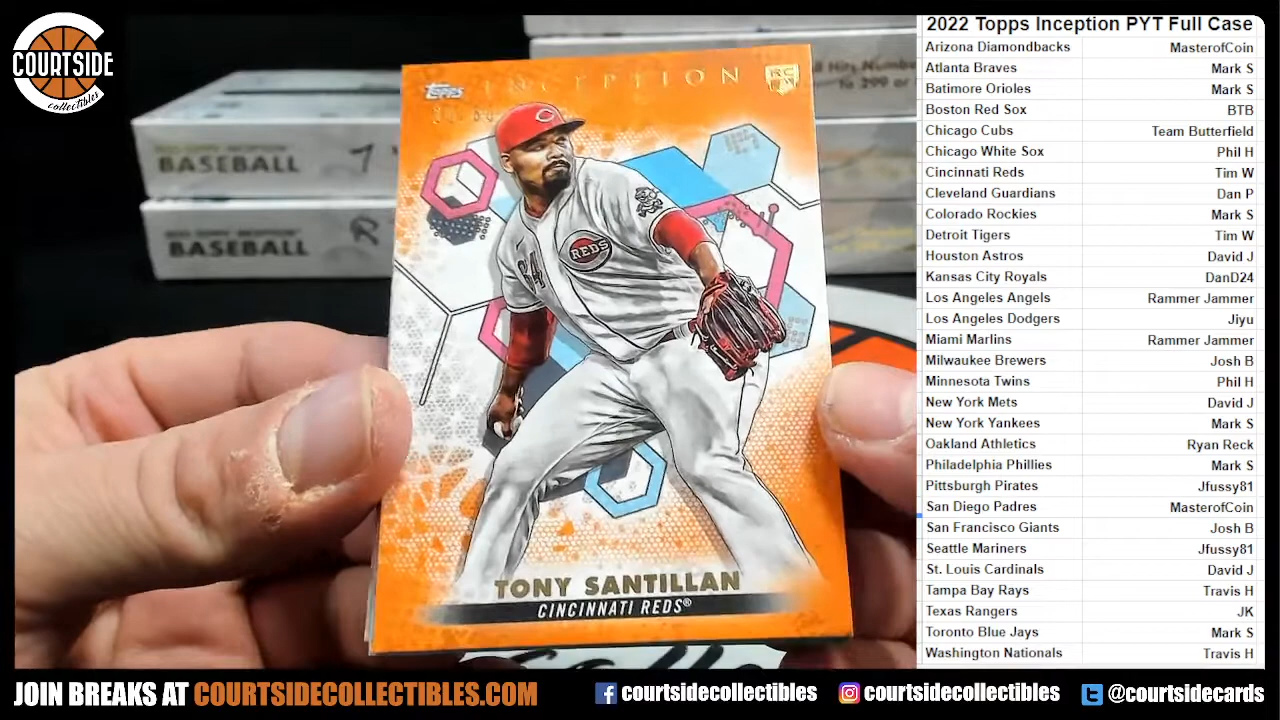 COURTSIDE
collectibles
BASEBALL 7
BASEBALL
Topps INCEPTION RC
REDS
TONY SANTILLAN
CINCINNATI REDS®
2022 Topps Inception PYT Full Case
Arizona Diamondbacks MasterofCoin
Atlanta Braves Mark S
Batimore Orioles Mark S
Boston Red Sox BTB
Chicago Cubs Team Butterfield
Chicago White Sox Phil H
Cincinnati Reds Tim W
Cleveland Guardians Dan P
Colorado Rockies Mark S
Detroit Tigers Tim W
Houston Astros David J
Kansas City Royals DanD24
Los Angeles Angels Rammer Jammer
Los Angeles Dodgers Jiyu
Miami Marlins Rammer Jammer
Milwaukee Brewers Josh B
Minnesota Twins Phil H
New York Mets David J
New York Yankees Mark S
Oakland Athletics Ryan Reck
Philadelphia Phillies Mark S
Pittsburgh Pirates Jfussy81
San Diego Padres MasterofCoin
San Francisco Giants Josh B
Seattle Mariners Jfussy81
St. Louis Cardinals David J
Tampa Bay Rays Travis H
Texas Rangers JK
Toronto Blue Jays Mark S
Washington Nationals Travis H
JOIN BREAKS AT COURTSIDECOLLECTIBLES.COM
courtsidecollectibles courtsidecollectibles @courtsidecards